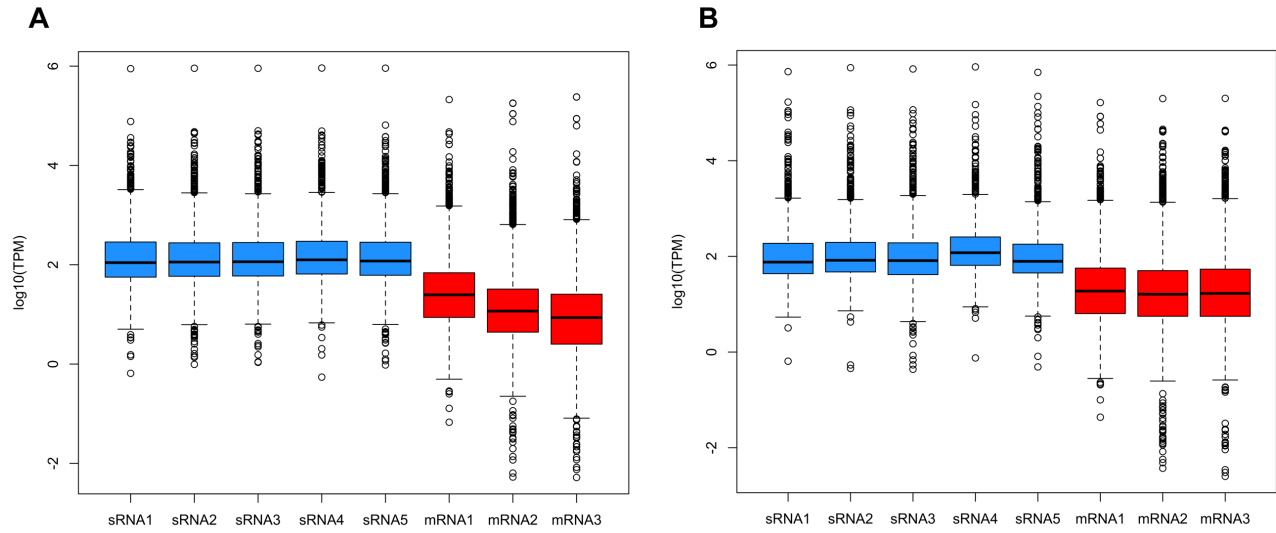 A
log10(TPM)
6
4
2
0
-2
sRNA1 sRNA2 sRNA3 sRNA4 sRNA5 mRNA1 mRNA2 mRNA3
B
log10(TPM)
6
4
2
0
-2
sRNA1 sRNA2 sRNA3 sRNA4 sRNA5 mRNA1 mRNA2 mRNA3